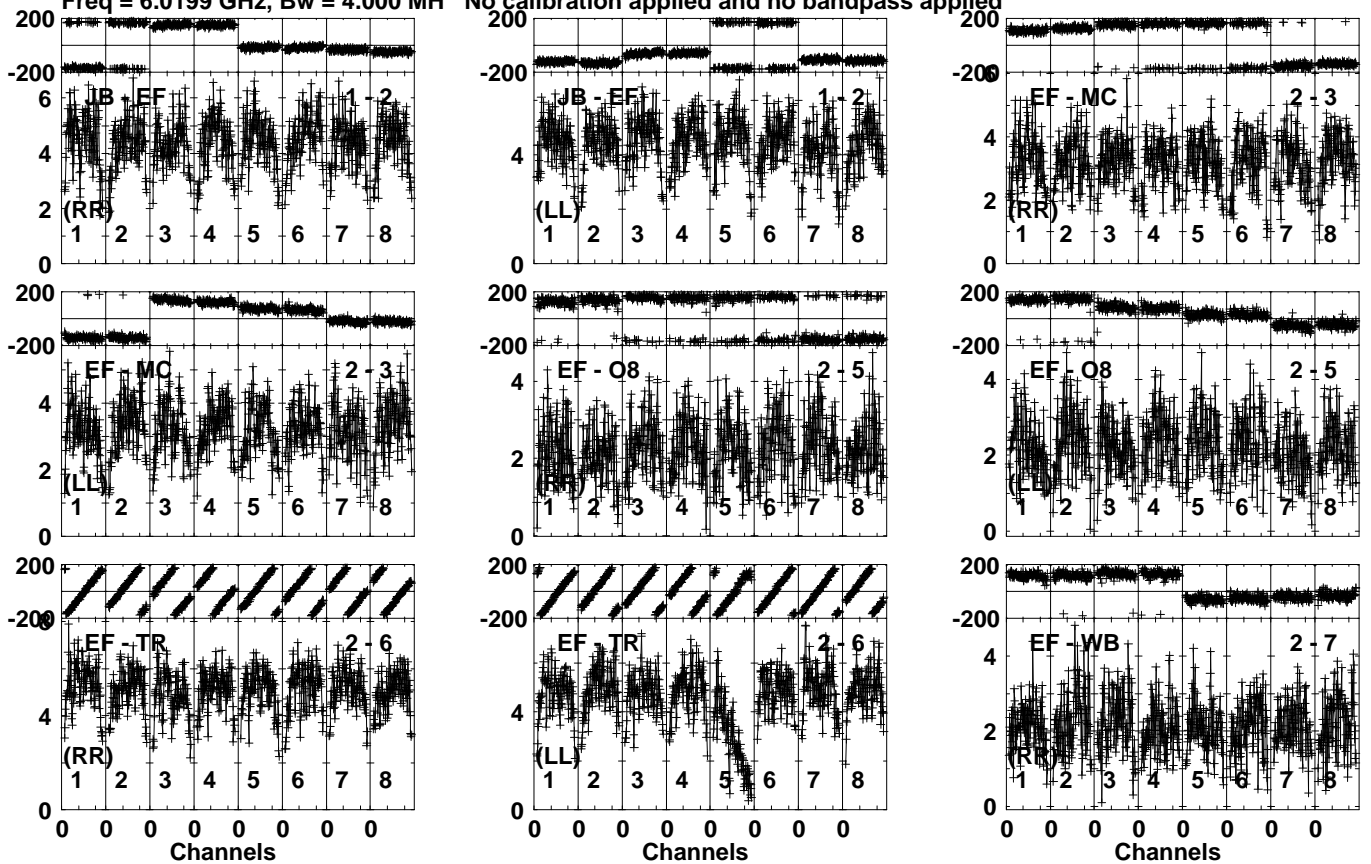 Freq = 6.0199 GHz, Bw = 4.000 MH No calibration applied and no bandpass applied
200 200 200
-200 -200 -200
6
6 JB - EF 1 - 2 6 JB - EF 1 - 2 EF - MC 2 - 3
4 4 4
2 (RR) 2 (LL) 2 (RR)
1 2 3 4 5 6 7 8 1 2 3 4 5 6 7 8 1 2 3 4 5 6 7 8
0 0 0
200 200 200
-200 -200 -200
EF - MC 2 - 3 EF - O8 2 - 5 EF - O8 2 - 5
4 4 4
2 2 2
(LL) (RR) (LL)
1 2 3 4 5 6 7 8 1 2 3 4 5 6 7 8 1 2 3 4 5 6 7 8
0 0 0
200 200 200
-200 -200 -200
8
EF - TR 2 - 6 EF - TR 2 - 6 EF - WB 2 - 7
4 4 4
2
(RR) (LL) (RR)
1 2 3 4 5 6 7 8 1 2 3 4 5 6 7 8 1 2 3 4 5 6 7 8
0 0 0
0 0 0 0 0 0 0 0 0 0 0 0 0 0 0 0 0 0 0 0 0 0 0 0
Channels Channels Channels